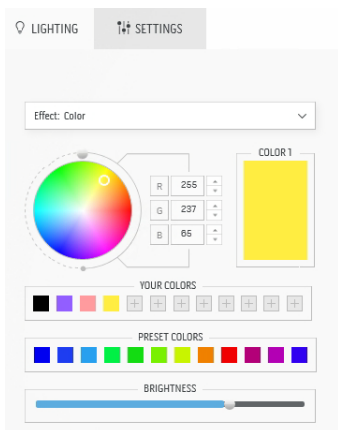 LIGHTING
SETTINGS
Effect: Color
COLOR 1
R 255
G 237
B 65
YOUR COLORS
PRESET COLORS
BRIGHTNESS